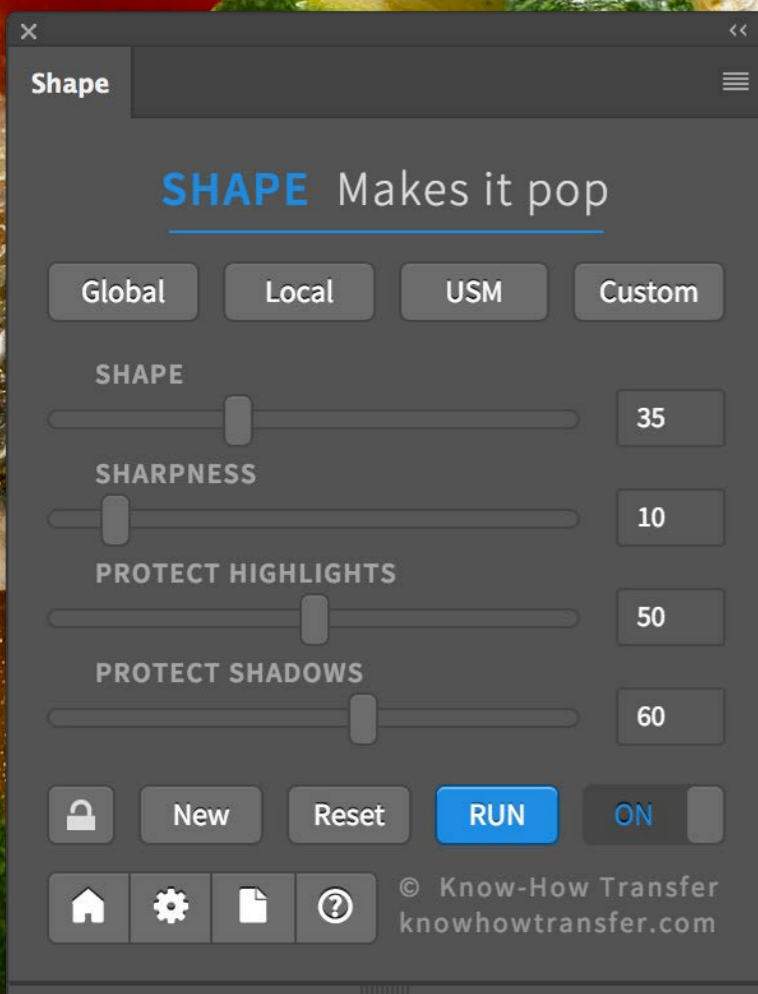 Shape
SHAPE Makes it pop
Global Local USM Custom
SHAPE
35
SHARPNESS
10
PROTECT HIGHLIGHTS
50
PROTECT SHADOWS
60
New Reset RUN ON
© Know-How Transfer
knowhowtransfer.com